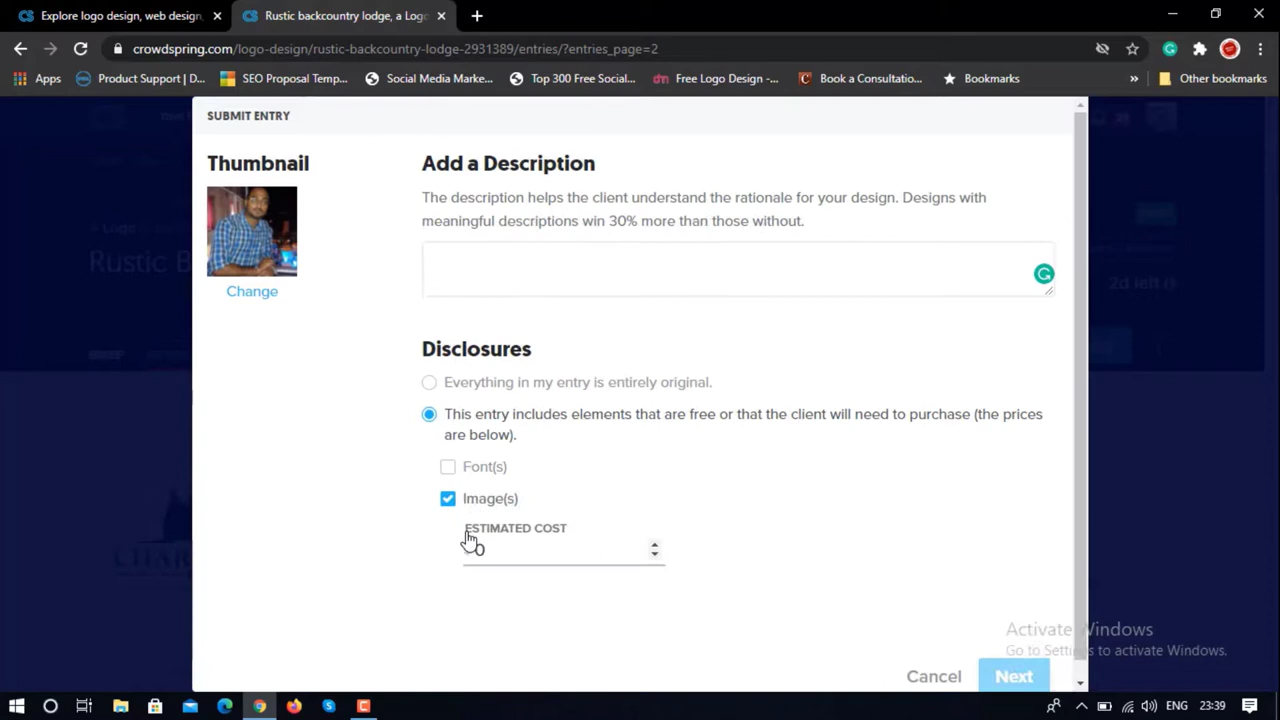 Explore logo design, web design,
Rustic backcountry lodge, a Logo
crowdspring.com/logo-design/rustic-backcountry-lodge-2931389/entries/?entries_page=2
Apps
Product Support | D...
SEO Proposal Temp...
Social Media Marke...
Top 300 Free Social...
Free Logo Design -...
Book a Consultatio...
Bookmarks
»
Other bookmarks
SUBMIT ENTRY
Thumbnail
Change
Add a Description
The description helps the client understand the rationale for your design. Designs with
meaningful descriptions win 30% more than those without.
Rustic B
2d left
Disclosures
Everything in my entry is entirely original.
This entry includes elements that are free or that the client will need to purchase (the prices
are below).
Font(s)
Image(s)
ESTIMATED COST
0
Activate Windows
Go to Settings to activate Windows.
Cancel
Next
ENG
23:39